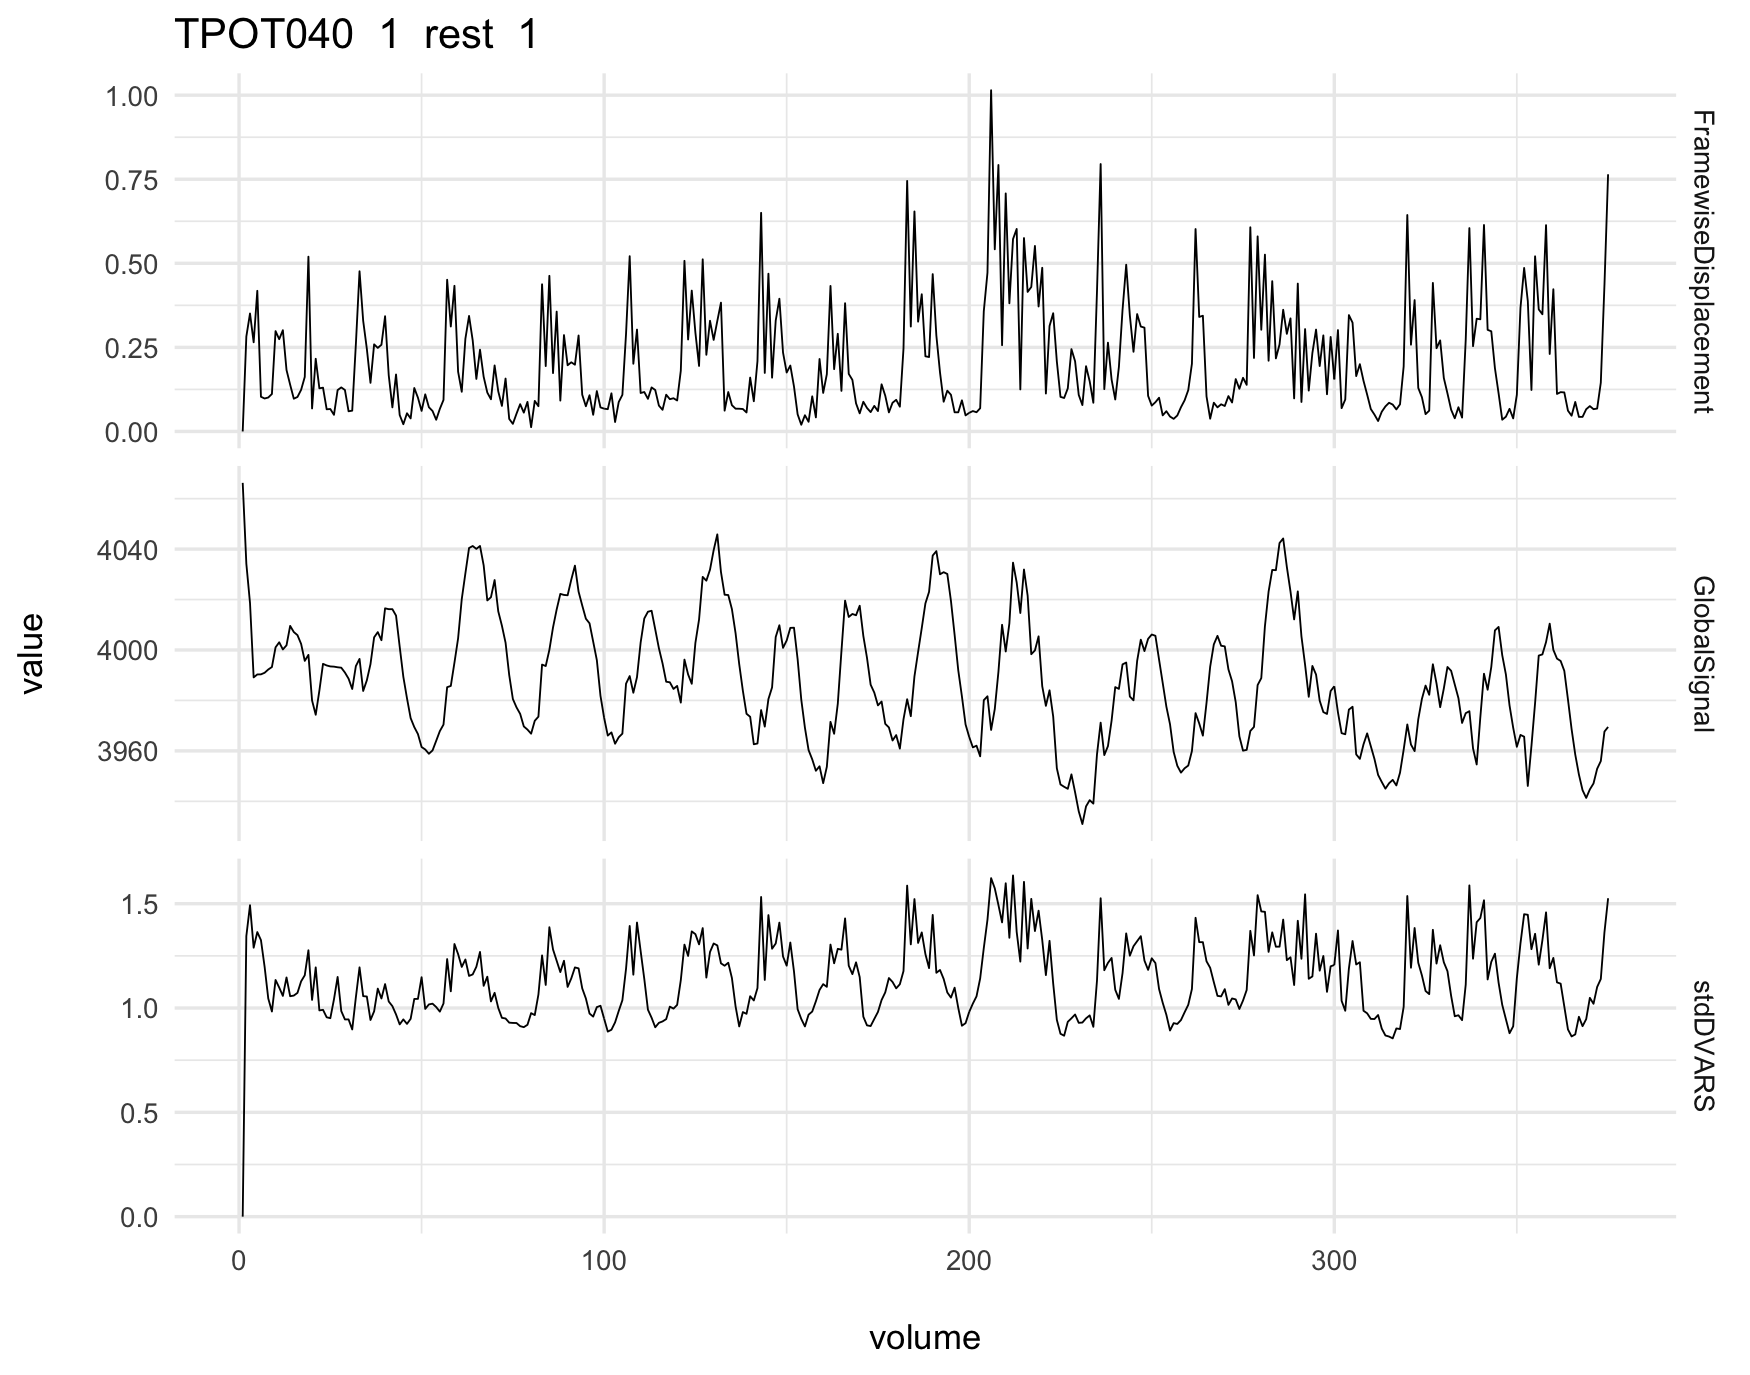 TPOT040 1 rest 1
1.00
0.75
0.50
0.25
0.00
FramewiseDisplacement
4040
4000
3960
GlobalSignal
value
1.5
1.0
0.5
0.0
stdDVARS
0 100 200 300
volume